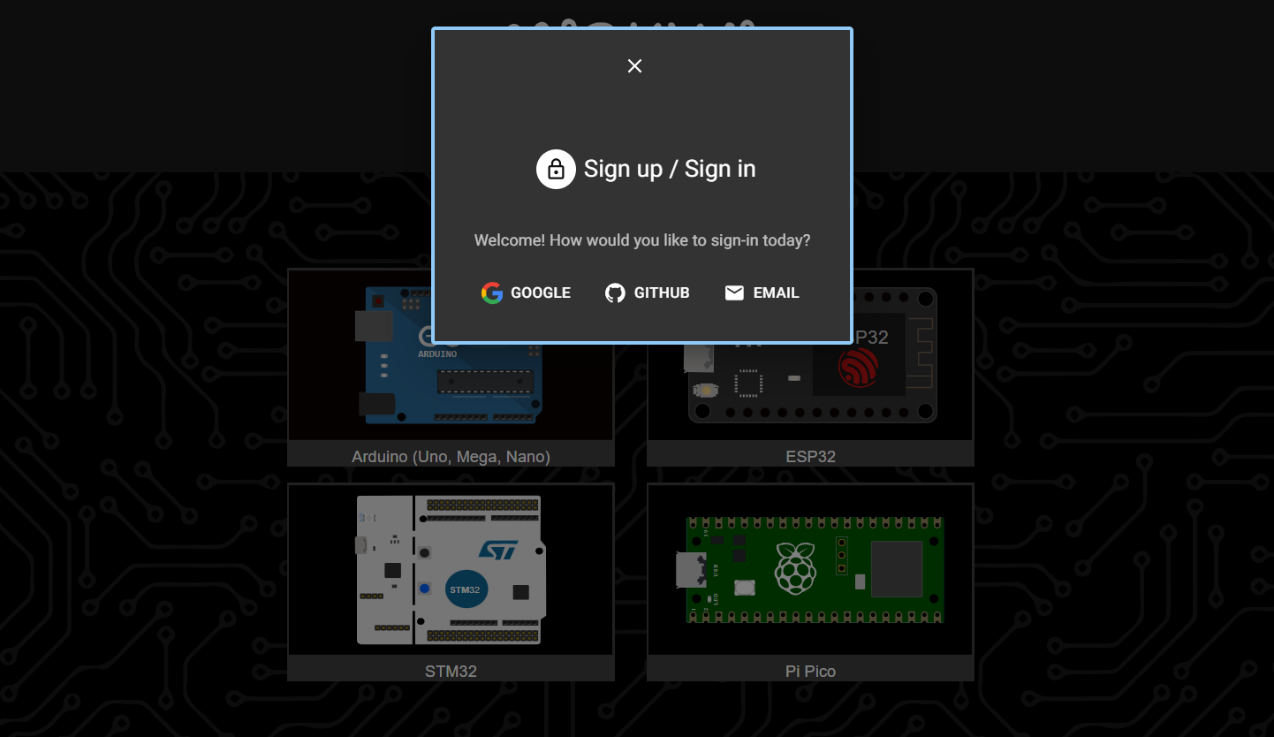 Sign up / Sign in
Welcome! How would you like to sign-in today?
GOOGLE
GITHUB
EMAIL
ARDUINO
Arduino (Uno, Mega, Nano)
ESP32
STM32
STM32
Pi Pico